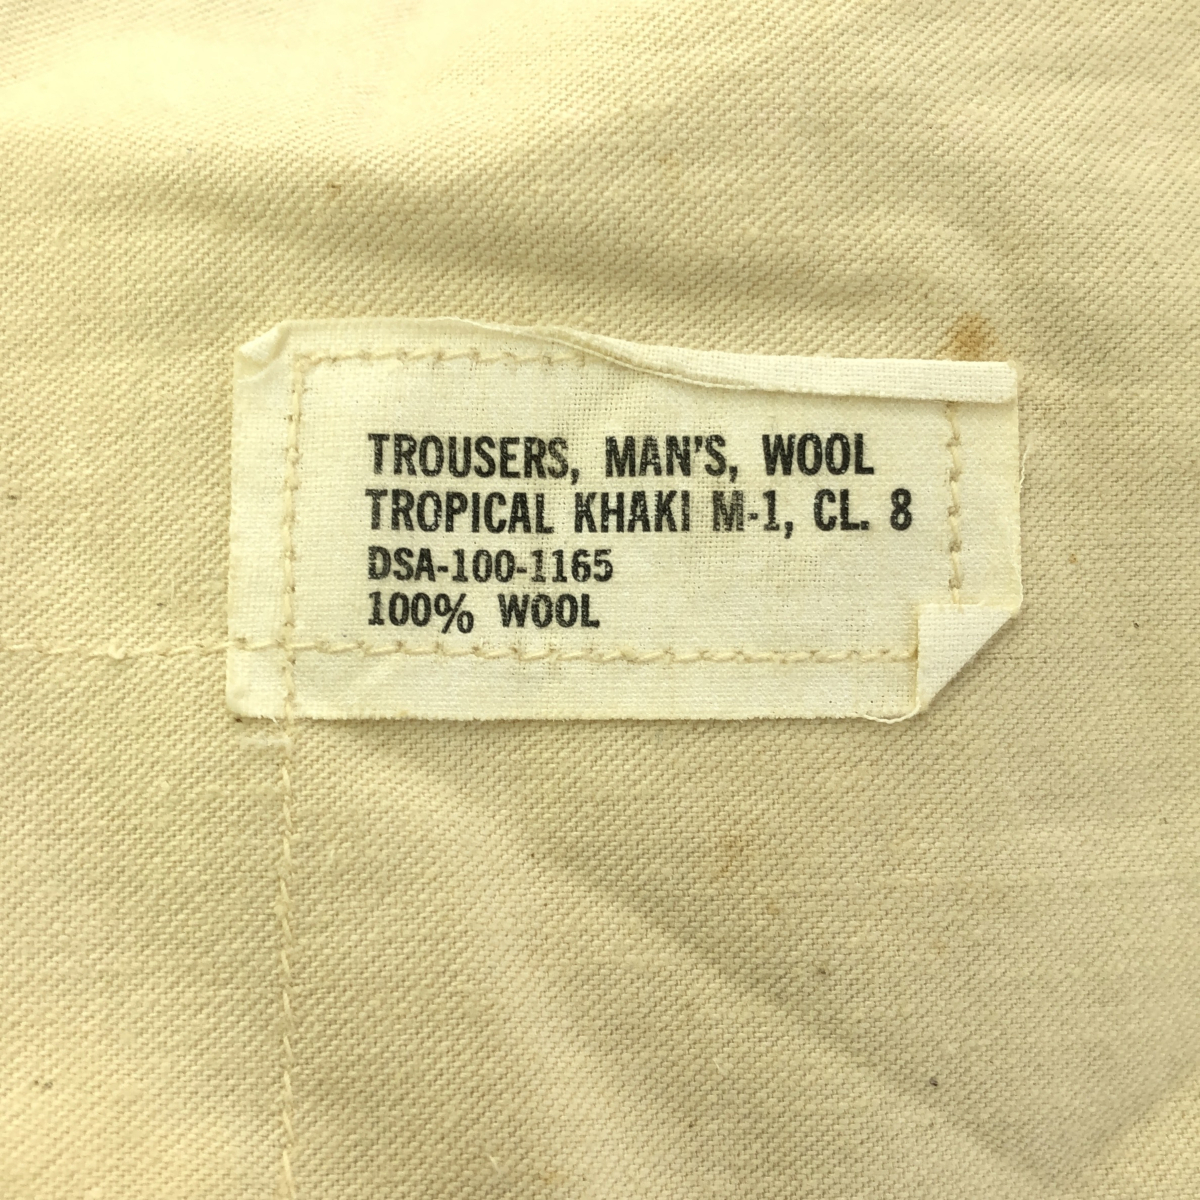 TROUSERS, MAN'S, WOOL
TROPICAL KHAKI M-1, CL. 8
DSA-100-1165
100% WOOL